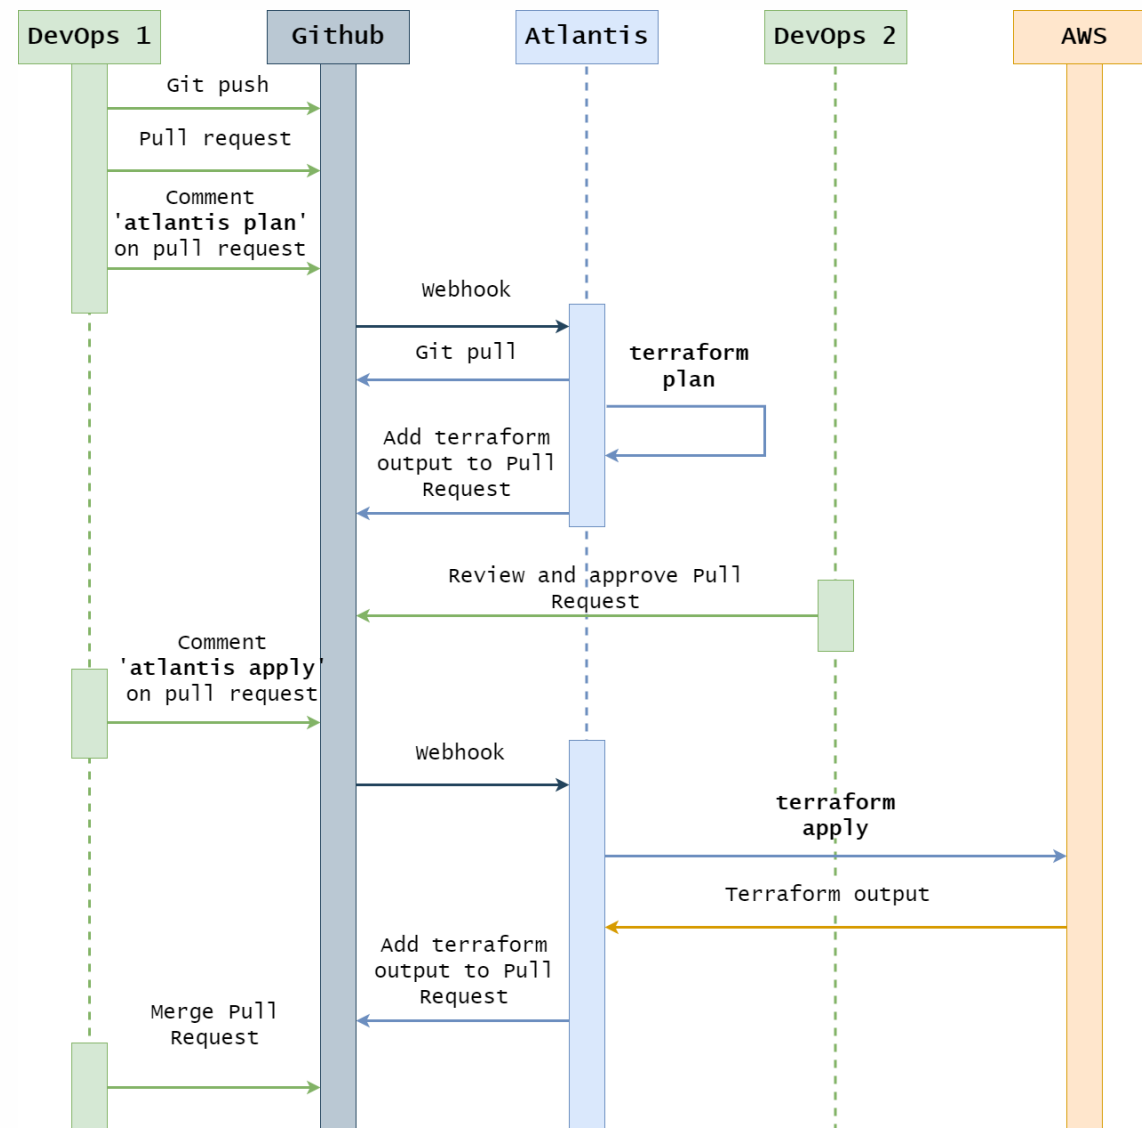 DevOps 1
Github
Atlantis
DevOps 2
AWS
Git push
Pull request
Comment
'atlantis plan'
on pull request
Webhook
Git pull
terraform
plan
Add terraform
output to Pull
Request
Review and approve Pull
Request
Comment
'atlantis apply'
on pull request
Webhook
terraform
apply
Terraform output
Add terraform
output to Pull
Request
Merge Pull
Request